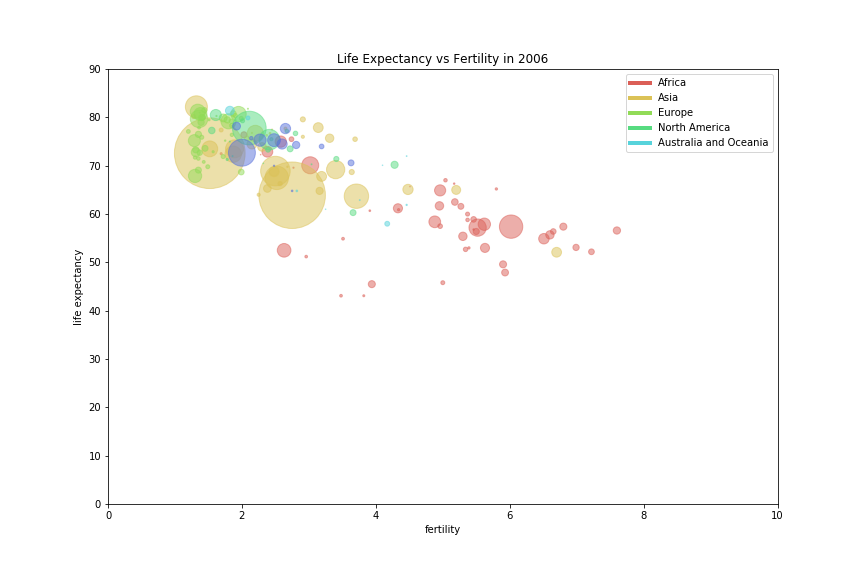 Life Expectancy vs Fertility in 2006
90
80
70
60
50
40
30
20
10
0
life expectancy
Africa
Asia
Europe
North America
Australia and Oceania
0 2 4 6 8 10
fertility